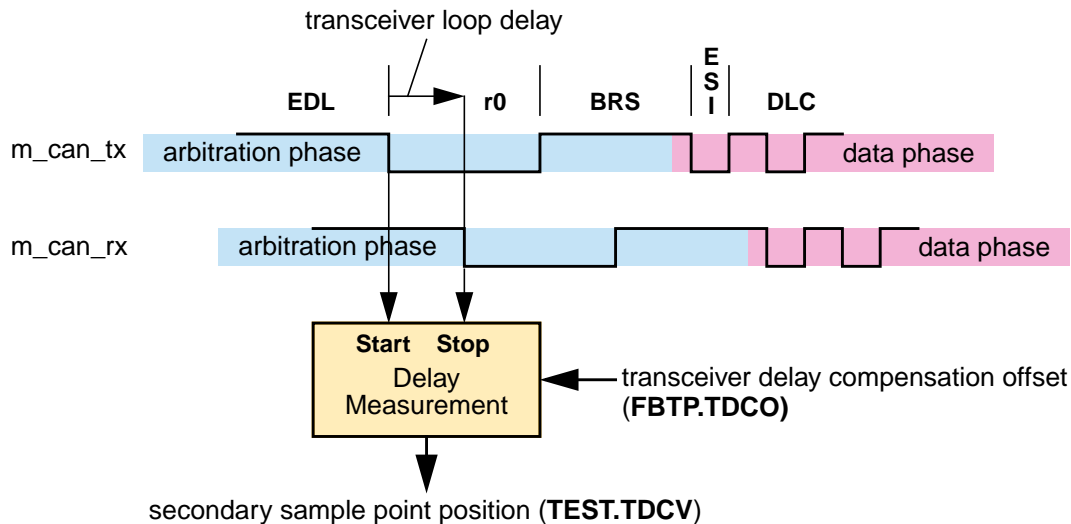 transceiver loop delay
E
S
I
EDL r0 BRS DLC
m_can_tx arbitration phase data phase
m_can_rx arbitration phase data phase
Start Stop
Delay
Measurement
transceiver delay compensation offset
(FBTP.TDCO)
secondary sample point position (TEST.TDCV)